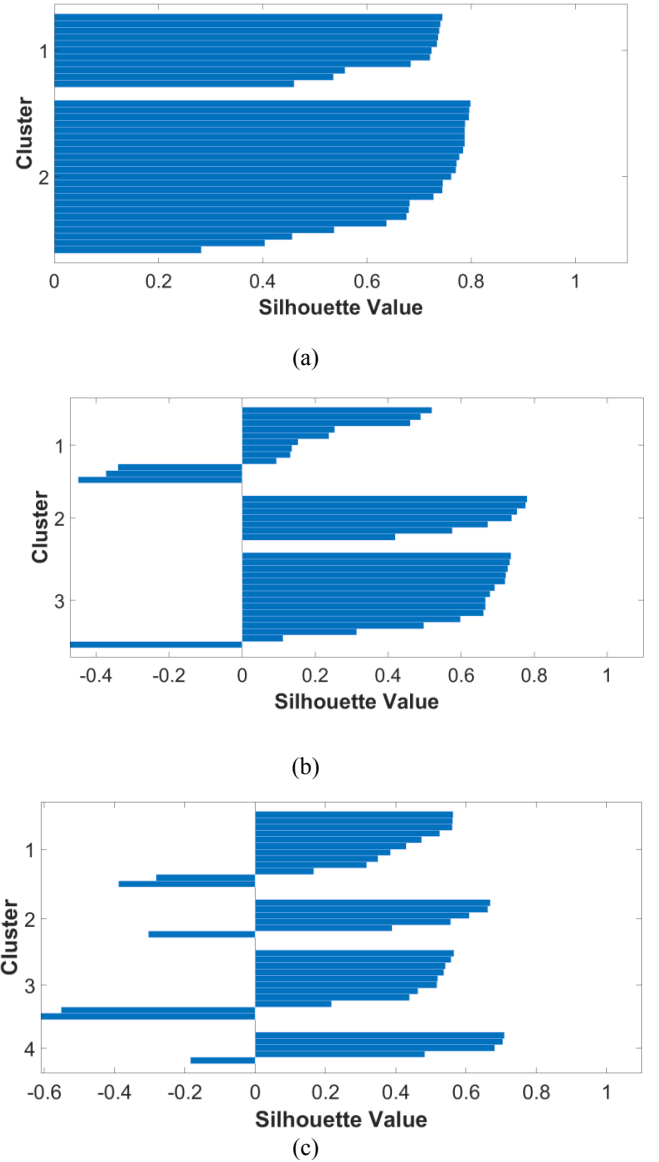 1
2
Cluster
0 0.2 0.4 0.6 0.8 1
Silhouette Value
(a)
1
2
3
Cluster
-0.4 -0.2 0 0.2 0.4 0.6 0.8 1
Silhouette Value
(b)
1
2
3
4
Cluster
-0.6 -0.4 -0.2 0 0.2 0.4 0.6 0.8 1
Silhouette Value
(c)